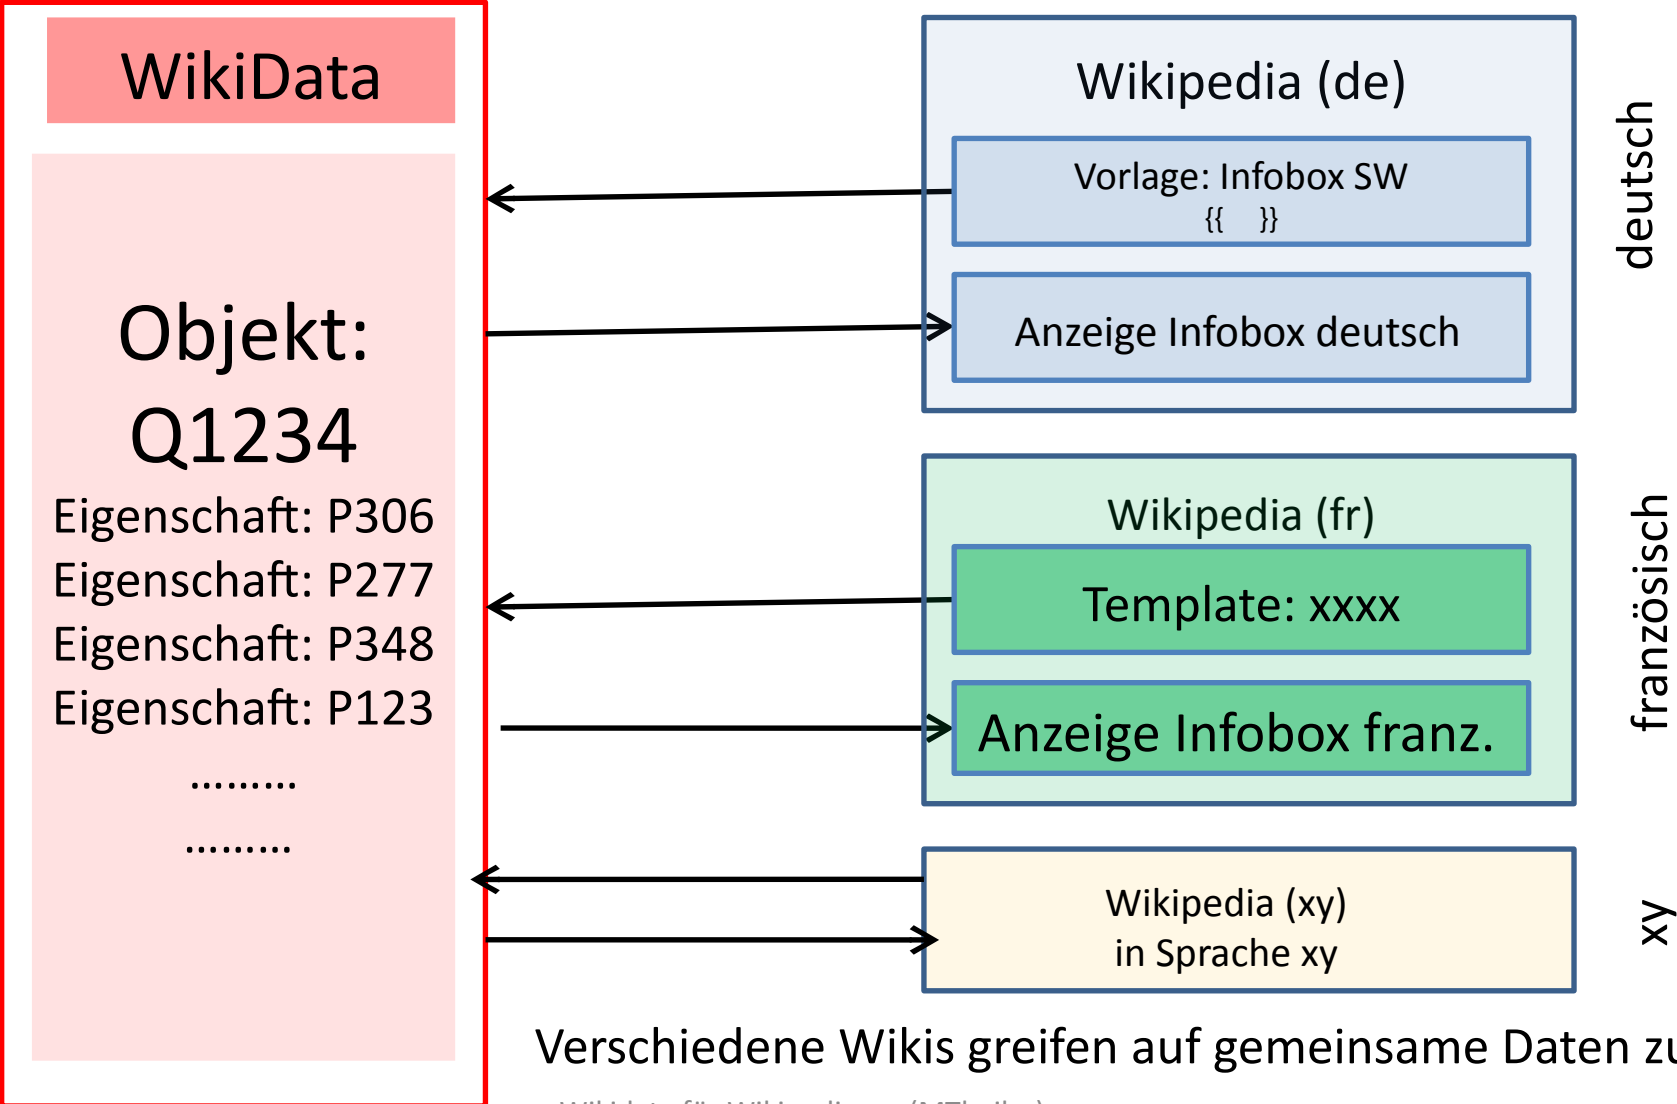 WikiData
Objekt:
Q1234
Eigenschaft: P306
Eigenschaft: P277
Eigenschaft: P348
Eigenschaft: P123
.........
.........
Wikipedia (de)
Vorlage: Infobox SW
{{ }}
Anzeige Infobox deutsch
deutsch
Wikipedia (fr)
Template: xxxx
Anzeige Infobox franz.
französisch
Wikipedia (xy)
in Sprache xy
xy
Verschiedene Wikis greifen auf gemeinsame Daten zu